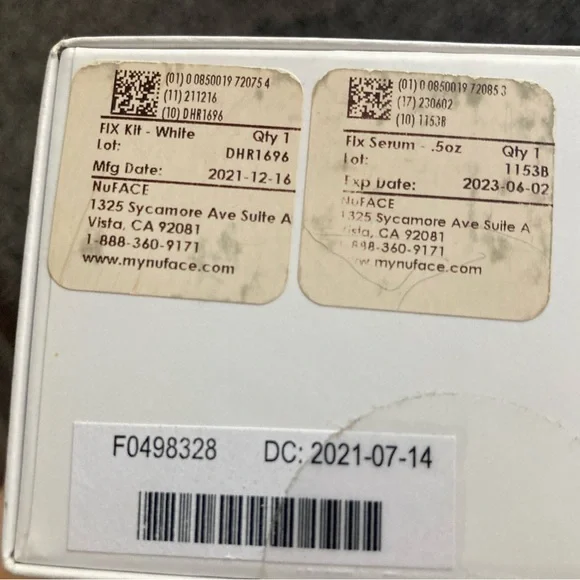 (01) 0 0850019 72075 4
(11) 211216
(10) DHR1696
FIX Kit - White Qty 1
Lot: DHR1696
Mfg Date: 2021-12-16
NuFACE
1325 Sycamore Ave Suite A
Vista, CA 92081
1-888-360-9171
www.mynuface.com
(01) 0 0850019 72085 3
(17) 230602
(10) 1153B
Fix Serum - .5oz Qty 1
Lot: 1153B
Exp Date: 2023-06-02
NuFACE
1325 Sycamore Ave Suite A
Vista, CA 92081
1-888-360-9171
www.mynuface.com
F0498328 DC: 2021-07-14